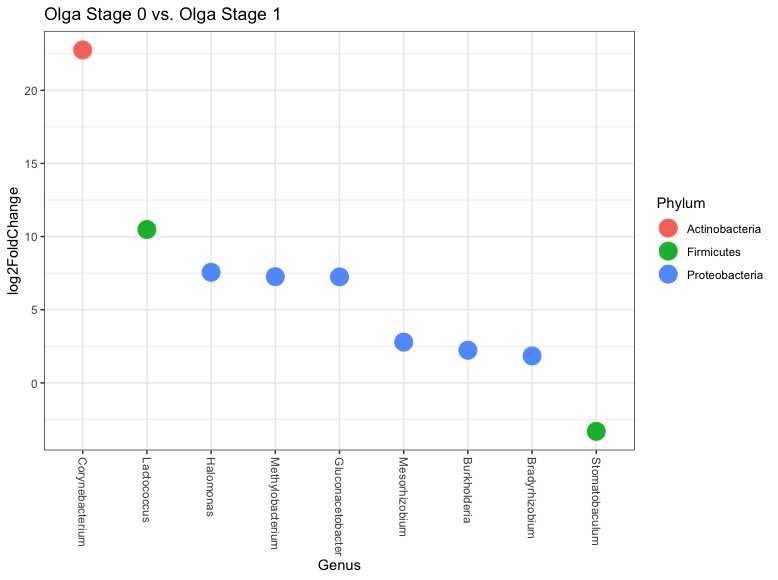 Olga Stage 0 vs. Olga Stage 1
log2FoldChange
20
15
10
5
0
Corynebacterium
Lactococcus
Halomonas
Methylobacterium
Gluconacetobacter
Mesorhizobium
Burkholderia
Bradyrhizobium
Stomatobaculum
Genus
Phylum
Actinobacteria
Firmicutes
Proteobacteria